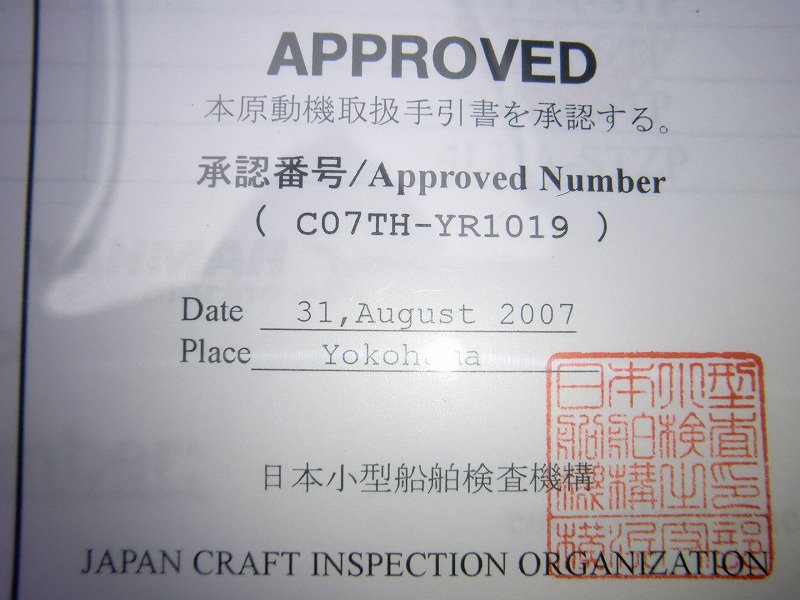 APPROVED
本原動機取扱手引書を承認する。
承認番号/Approved Number
( C07TH-YR1019 )
Date 31,August 2007
Place Yokohama
日本小型船舶検査機構
JAPAN CRAFT INSPECTION ORGANIZATION